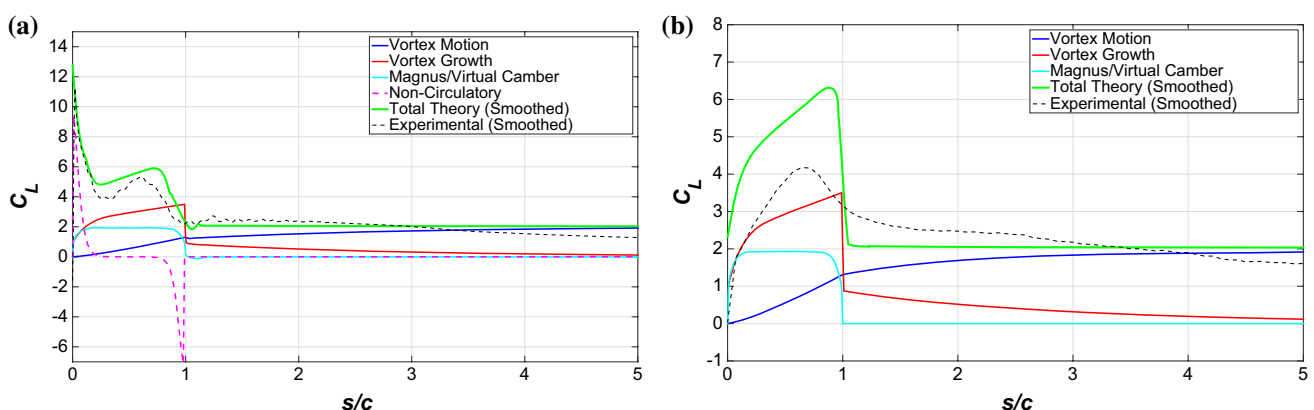 (a)
14
12
10
8
6
4
2
0
-2
-4
-6
C_L
0
1
2
3
4
5
s/c
Vortex Motion
Vortex Growth
Magnus/Virtual Camber
Non-Circulatory
Total Theory (Smoothed)
Experimental (Smoothed)
(b)
8
7
6
5
4
3
2
1
0
-1
C_L
0
1
2
3
4
5
s/c
Vortex Motion
Vortex Growth
Magnus/Virtual Camber
Total Theory (Smoothed)
Experimental (Smoothed)